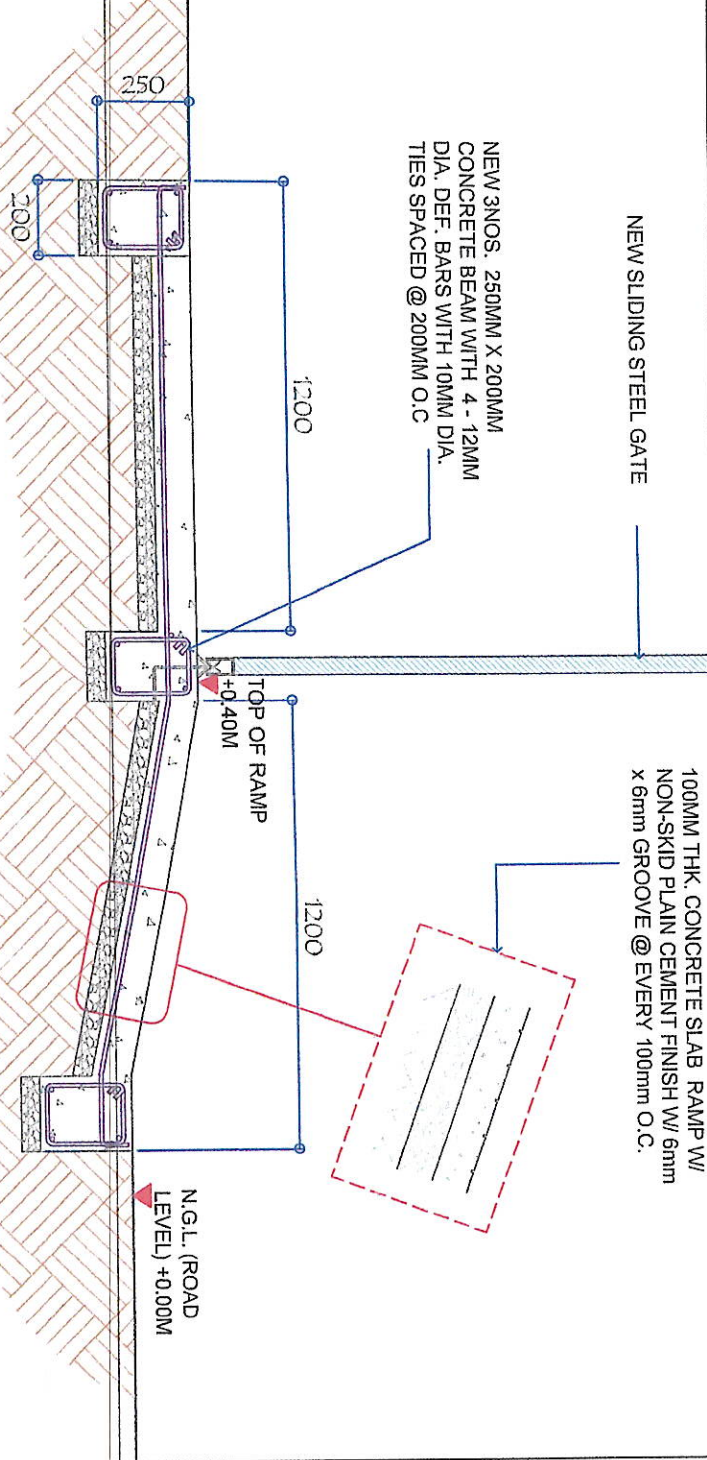 NEW SLIDING STEEL GATE
100MM THK. CONCRETE SLAB RAMP W/
NON-SKID PLAIN CEMENT FINISH W/ 6mm
x 6mm GROOVE @ EVERY 100mm O.C.
NEW 3NOS. 250MM X 200MM
CONCRETE BEAM WITH 4 - 12MM
DIA. DEF. BARS WITH 10MM DIA.
TIES SPACED @ 200MM O.C
1200
1200
TOP OF RAMP
+0.40M
N.G.L. (ROAD
LEVEL) +0.00M
250
200